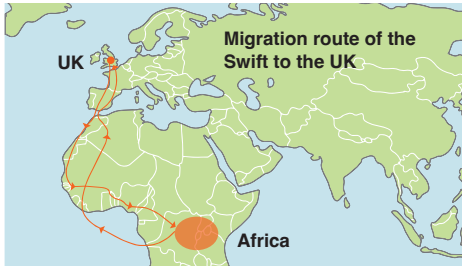 Migration route of the
Swift to the UK
UK
Africa